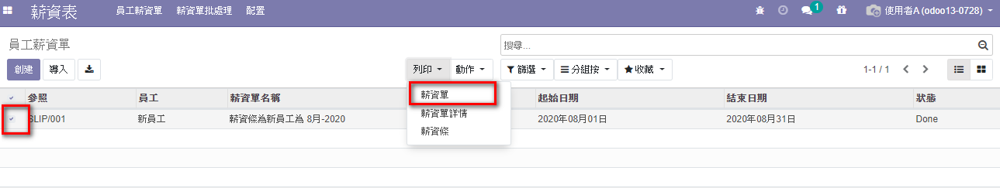 薪資表 員工薪資單 薪資單批處理 配置 1 使用者A (odoo13-0728)
員工薪資單 搜尋...
創建 導入 列印 動作 篩選 分組按 收藏 1-1 / 1
參照 員工 薪資單名稱 起始日期 結束日期 狀態
SLIP/001 新員工 薪資條為新員工為 8月-2020 2020年08月01日 2020年08月31日 Done
薪資單
薪資單詳情
薪資條